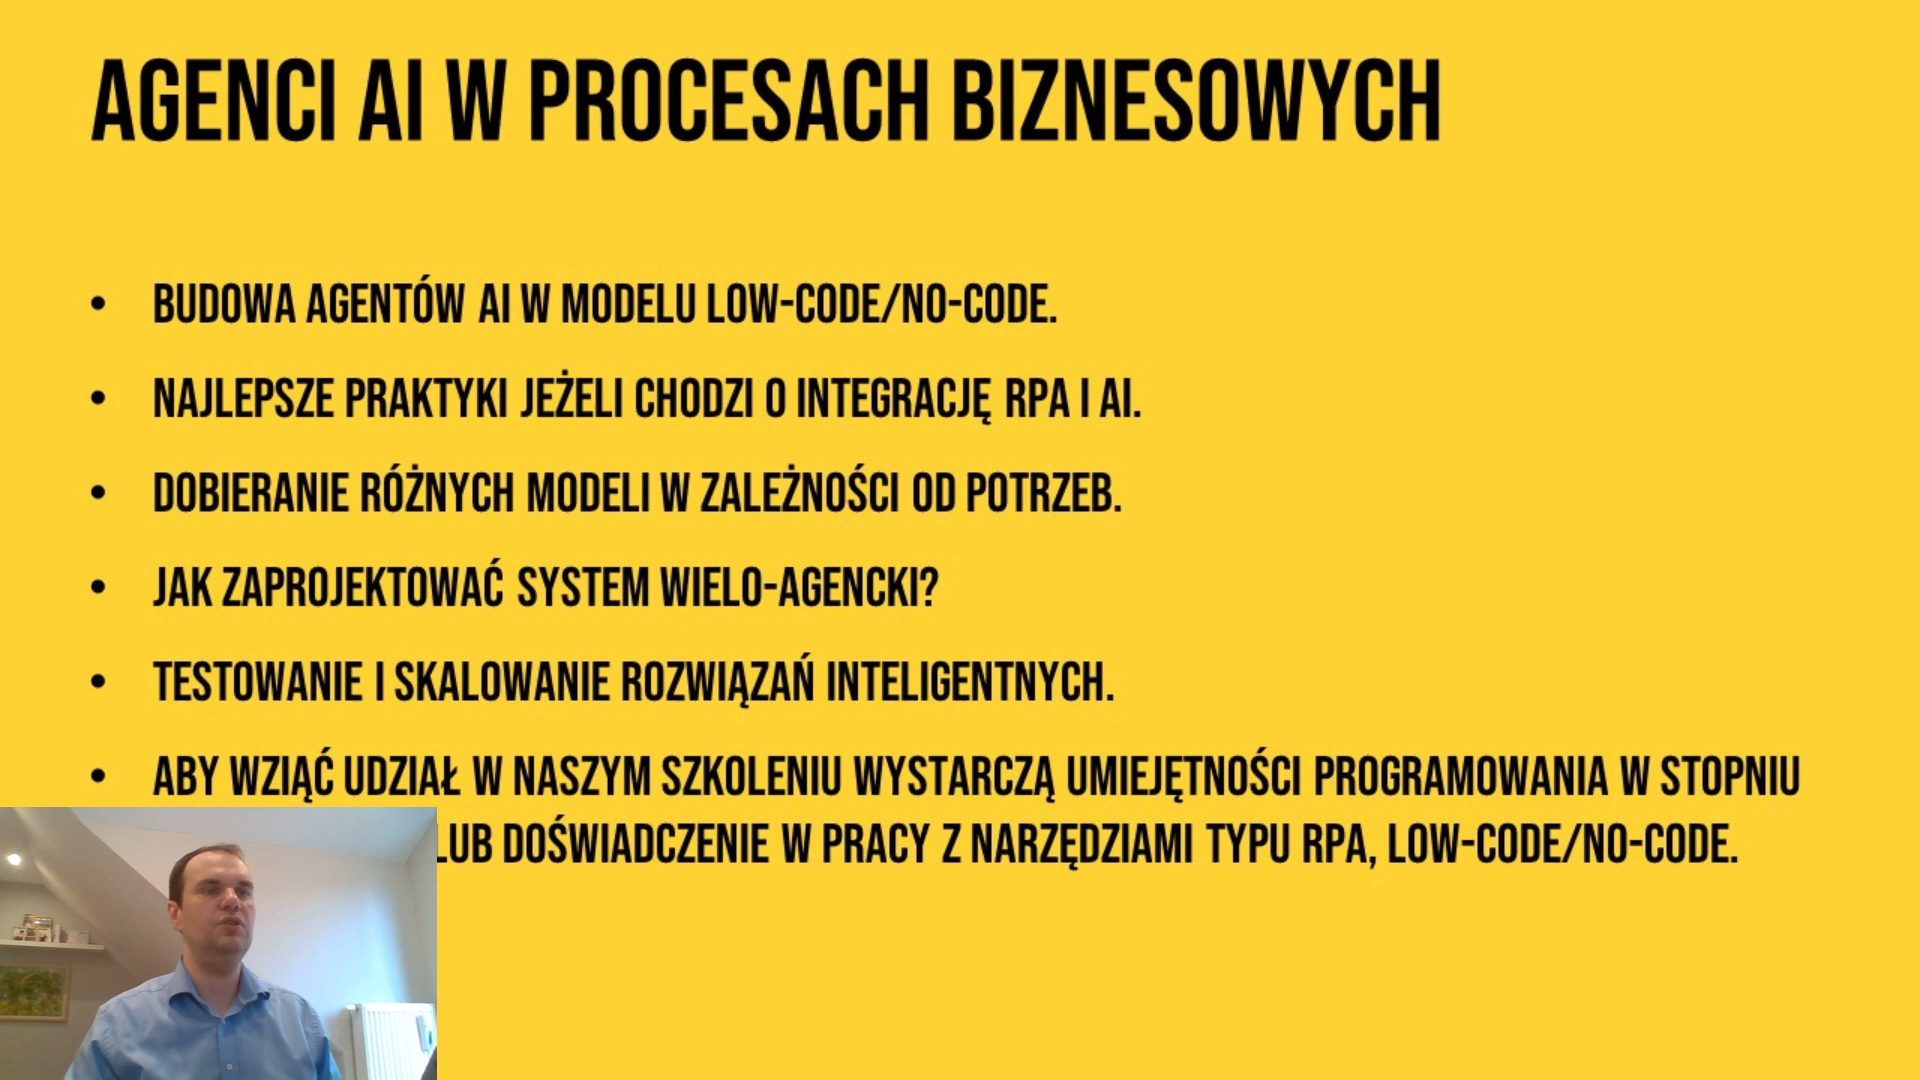 AGENCI AI W PROCESACH BIZNESOWYCH
• BUDOWA AGENTÓW AI W MODELU LOW-CODE/NO-CODE.
• NAJLEPSZE PRAKTYKI JEŻELI CHODZI O INTEGRACJĘ RPA I AI.
• DOBIERANIE RÓŻNYCH MODELI W ZALEŻNOŚCI OD POTRZEB.
• JAK ZAPROJEKTOWAĆ SYSTEM WIELO-AGENCKI?
• TESTOWANIE I SKALOWANIE ROZWIĄZAŃ INTELIGENTNYCH.
• ABY WZIĄĆ UDZIAŁ W NASZYM SZKOLENIU WYSTARCZĄ UMIEJĘTNOŚCI PROGRAMOWANIA W STOPNIU
LUB DOŚWIADCZENIE W PRACY Z NARZĘDZIAMI TYPU RPA, LOW-CODE/NO-CODE.